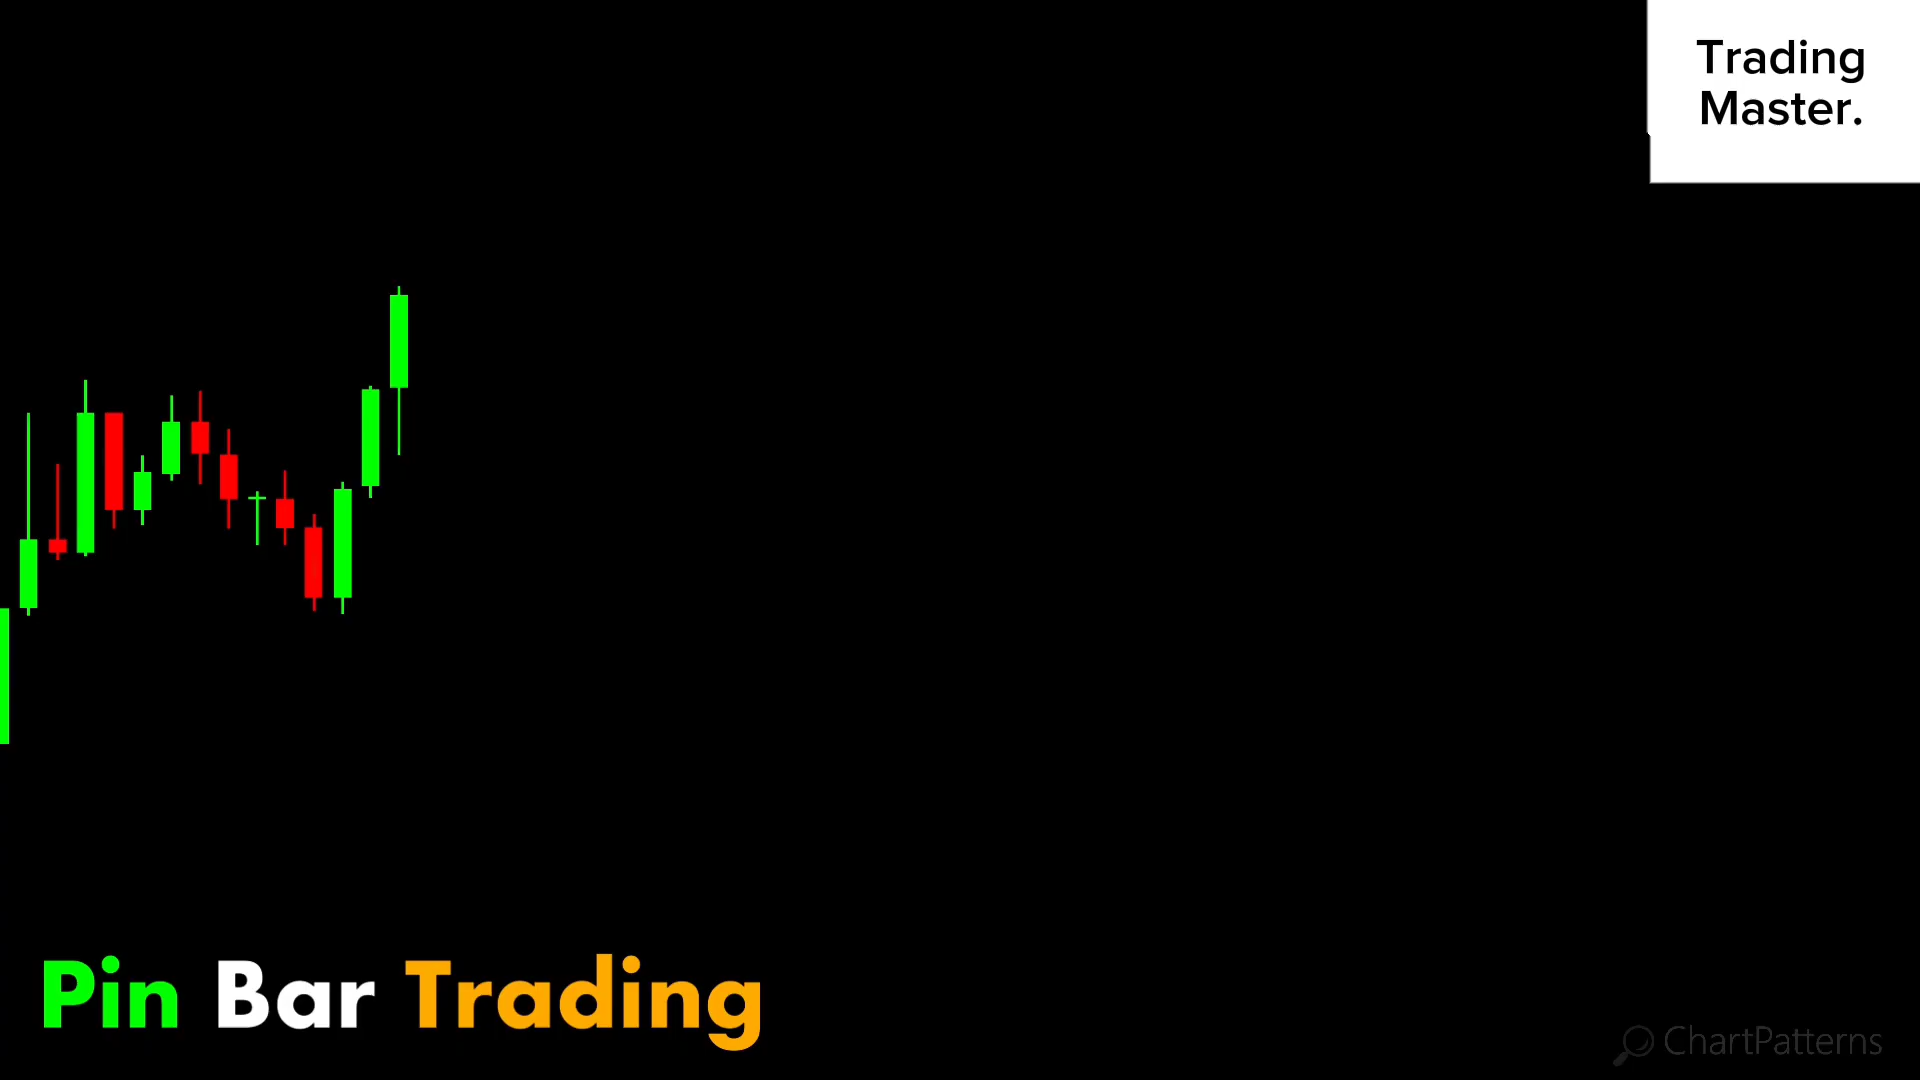 Trading
Master.
Pin Bar Trading
ChartPatterns